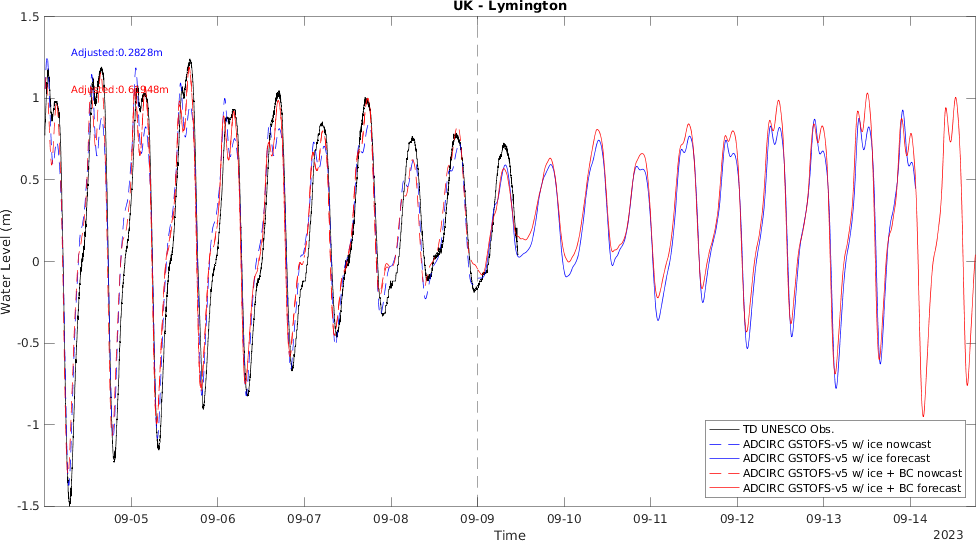 UK - Lymington
1.5
1
0.5
0
-0.5
-1
-1.5
Water Level (m)
Adjusted:0.2828m
TD UNESCO Obs.
ADCIRC GSTOFS-v5 w/ ice nowcast
ADCIRC GSTOFS-v5 w/ ice forecast
ADCIRC GSTOFS-v5 w/ ice + BC nowcast
ADCIRC GSTOFS-v5 w/ ice + BC forecast
09-05 09-06 09-07 09-08 09-09 09-10 09-11 09-12 09-13 09-14
Time
2023